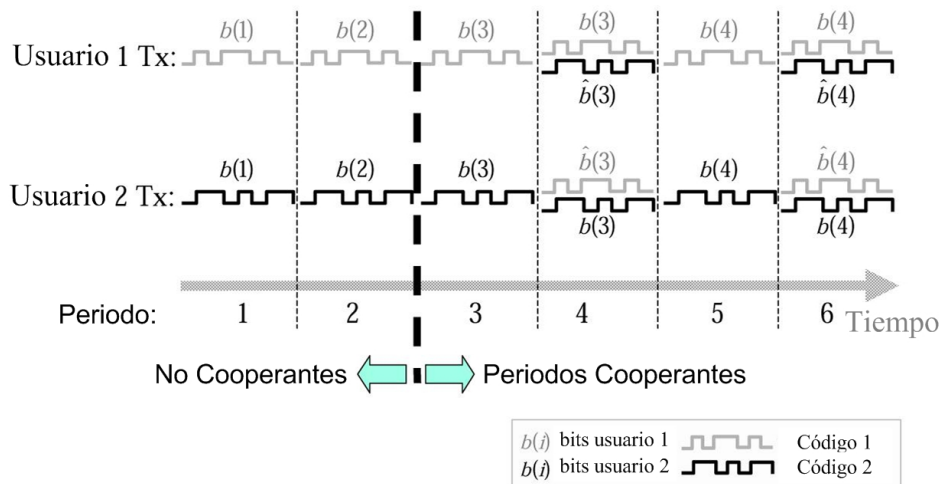 b(1) b(2) b(3) b(3) b(4) b(4)
Usuario 1 Tx:
b̂(3) b̂(4)
b(1) b(2) b(3) b̂(3) b(4) b̂(4)
Usuario 2 Tx:
b(3) b(4)
Periodo: 1 2 3 4 5 6 Tiempo
No Cooperantes Periodos Cooperantes
b(i) bits usuario 1 Código 1
b(i) bits usuario 2 Código 2